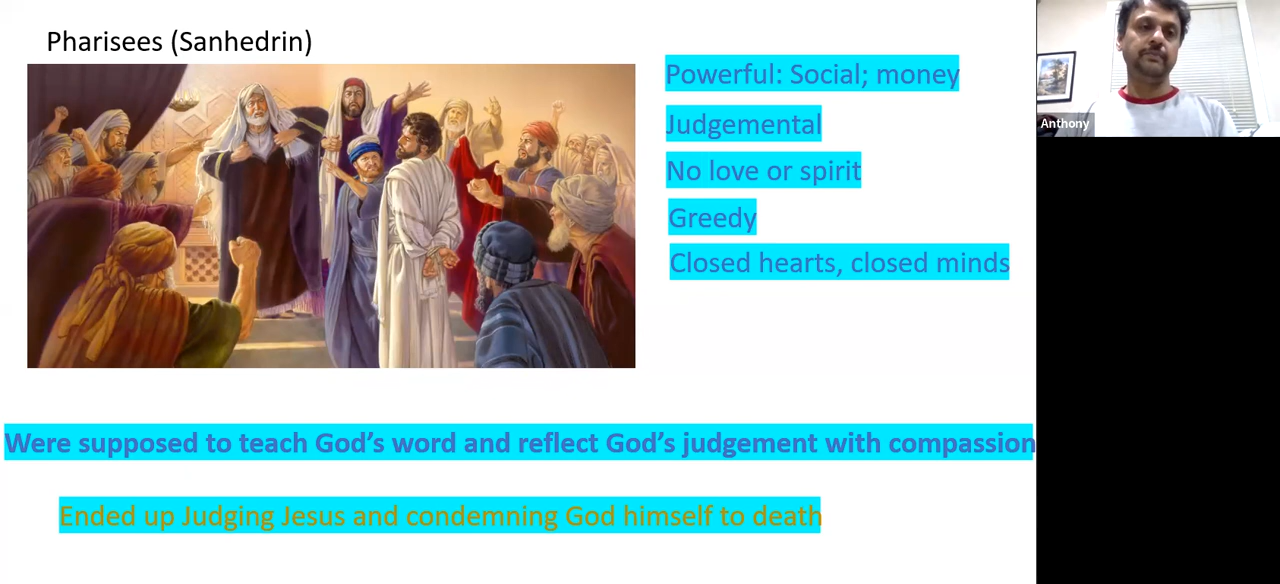 Pharisees (Sanhedrin)
Powerful: Social; money
Judgemental
No love or spirit
Greedy
Closed hearts, closed minds
Were supposed to teach God’s word and reflect God’s judgement with compassion
Ended up Judging Jesus and condemning God himself to death
Anthony